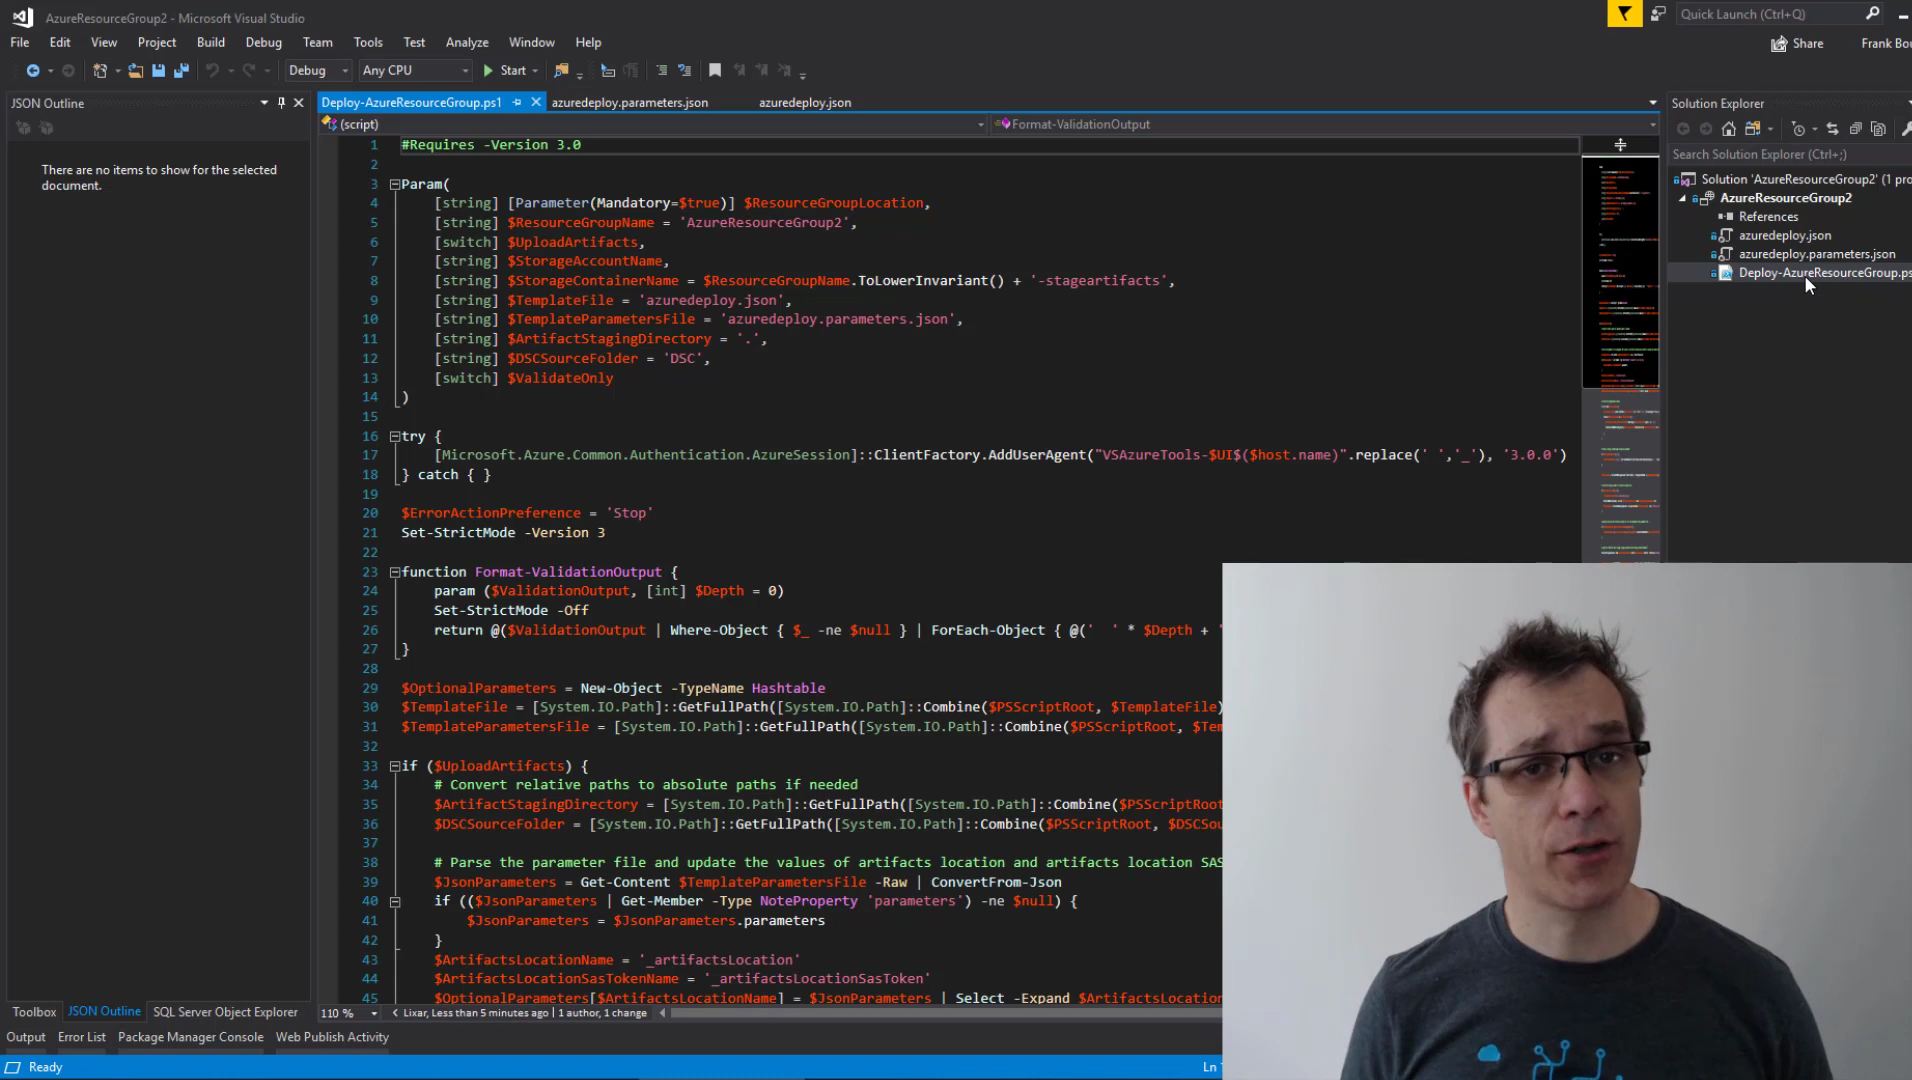 AzureResourceGroup2 - Microsoft Visual Studio
Quick Launch (Ctrl+Q)
File Edit View Project Build Debug Team Tools Test Analyze Window Help
Share Frank Bou
Debug Any CPU Start
JSON Outline
Deploy-AzureResourceGroup.ps1 azuredeploy.parameters.json azuredeploy.json
Solution Explorer
(script) Format-ValidationOutput
There are no items to show for the selected
document.
Search Solution Explorer (Ctrl+;)
Solution 'AzureResourceGroup2' (1 pro
AzureResourceGroup2
References
azuredeploy.json
azuredeploy.parameters.json
Deploy-AzureResourceGroup.ps
1 #Requires -Version 3.0
2
3 Param(
4 [string] [Parameter(Mandatory=$true)] $ResourceGroupLocation,
5 [string] $ResourceGroupName = 'AzureResourceGroup2',
6 [switch] $UploadArtifacts,
7 [string] $StorageAccountName,
8 [string] $StorageContainerName = $ResourceGroupName.ToLowerInvariant() + '-stageartifacts',
9 [string] $TemplateFile = 'azuredeploy.json',
10 [string] $TemplateParametersFile = 'azuredeploy.parameters.json',
11 [string] $ArtifactStagingDirectory = '.',
12 [string] $DSCSourceFolder = 'DSC',
13 [switch] $ValidateOnly
14 )
15
16 try {
17 [Microsoft.Azure.Common.Authentication.AzureSession]::ClientFactory.AddUserAgent("VSAzureTools-$UI$($host.name)".replace(' ','_'), '3.0.0')
18 } catch { }
19
20 $ErrorActionPreference = 'Stop'
21 Set-StrictMode -Version 3
22
23 function Format-ValidationOutput {
24 param ($ValidationOutput, [int] $Depth = 0)
25 Set-StrictMode -Off
26 return @($ValidationOutput | Where-Object { $_ -ne $null } | ForEach-Object { @('  ' * $Depth + '
27 }
28
29 $OptionalParameters = New-Object -TypeName Hashtable
30 $TemplateFile = [System.IO.Path]::GetFullPath([System.IO.Path]::Combine($PSScriptRoot, $TemplateFile)
31 $TemplateParametersFile = [System.IO.Path]::GetFullPath([System.IO.Path]::Combine($PSScriptRoot, $Tem
32
33 if ($UploadArtifacts) {
34 # Convert relative paths to absolute paths if needed
35 $ArtifactStagingDirectory = [System.IO.Path]::GetFullPath([System.IO.Path]::Combine($PSScriptRoot
36 $DSCSourceFolder = [System.IO.Path]::GetFullPath([System.IO.Path]::Combine($PSScriptRoot, $DSCSou
37
38 # Parse the parameter file and update the values of artifacts location and artifacts location SAS
39 $JsonParameters = Get-Content $TemplateParametersFile -Raw | ConvertFrom-Json
40 if (($JsonParameters | Get-Member -Type NoteProperty 'parameters') -ne $null) {
41 $JsonParameters = $JsonParameters.parameters
42 }
43 $ArtifactsLocationName = '_artifactsLocation'
44 $ArtifactsLocationSasTokenName = '_artifactsLocationSasToken'
45 $OptionalParameters[$ArtifactsLocationName] = $JsonParameters | Select -Expand $ArtifactsLocation
Toolbox JSON Outline SQL Server Object Explorer
110 % Lixar, Less than 5 minutes ago | 1 author, 1 change
Output Error List Package Manager Console Web Publish Activity
Ready Ln